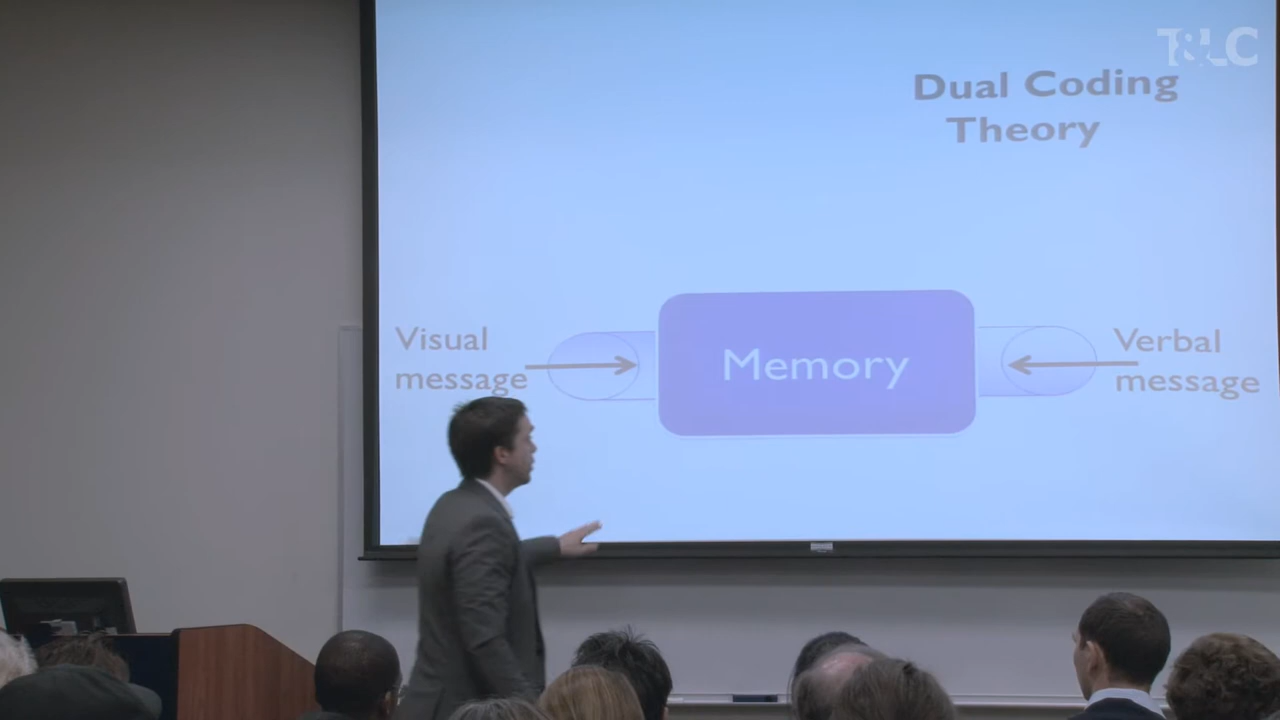 T&LC
Dual Coding
Theory
Visual
message
Memory
Verbal
message